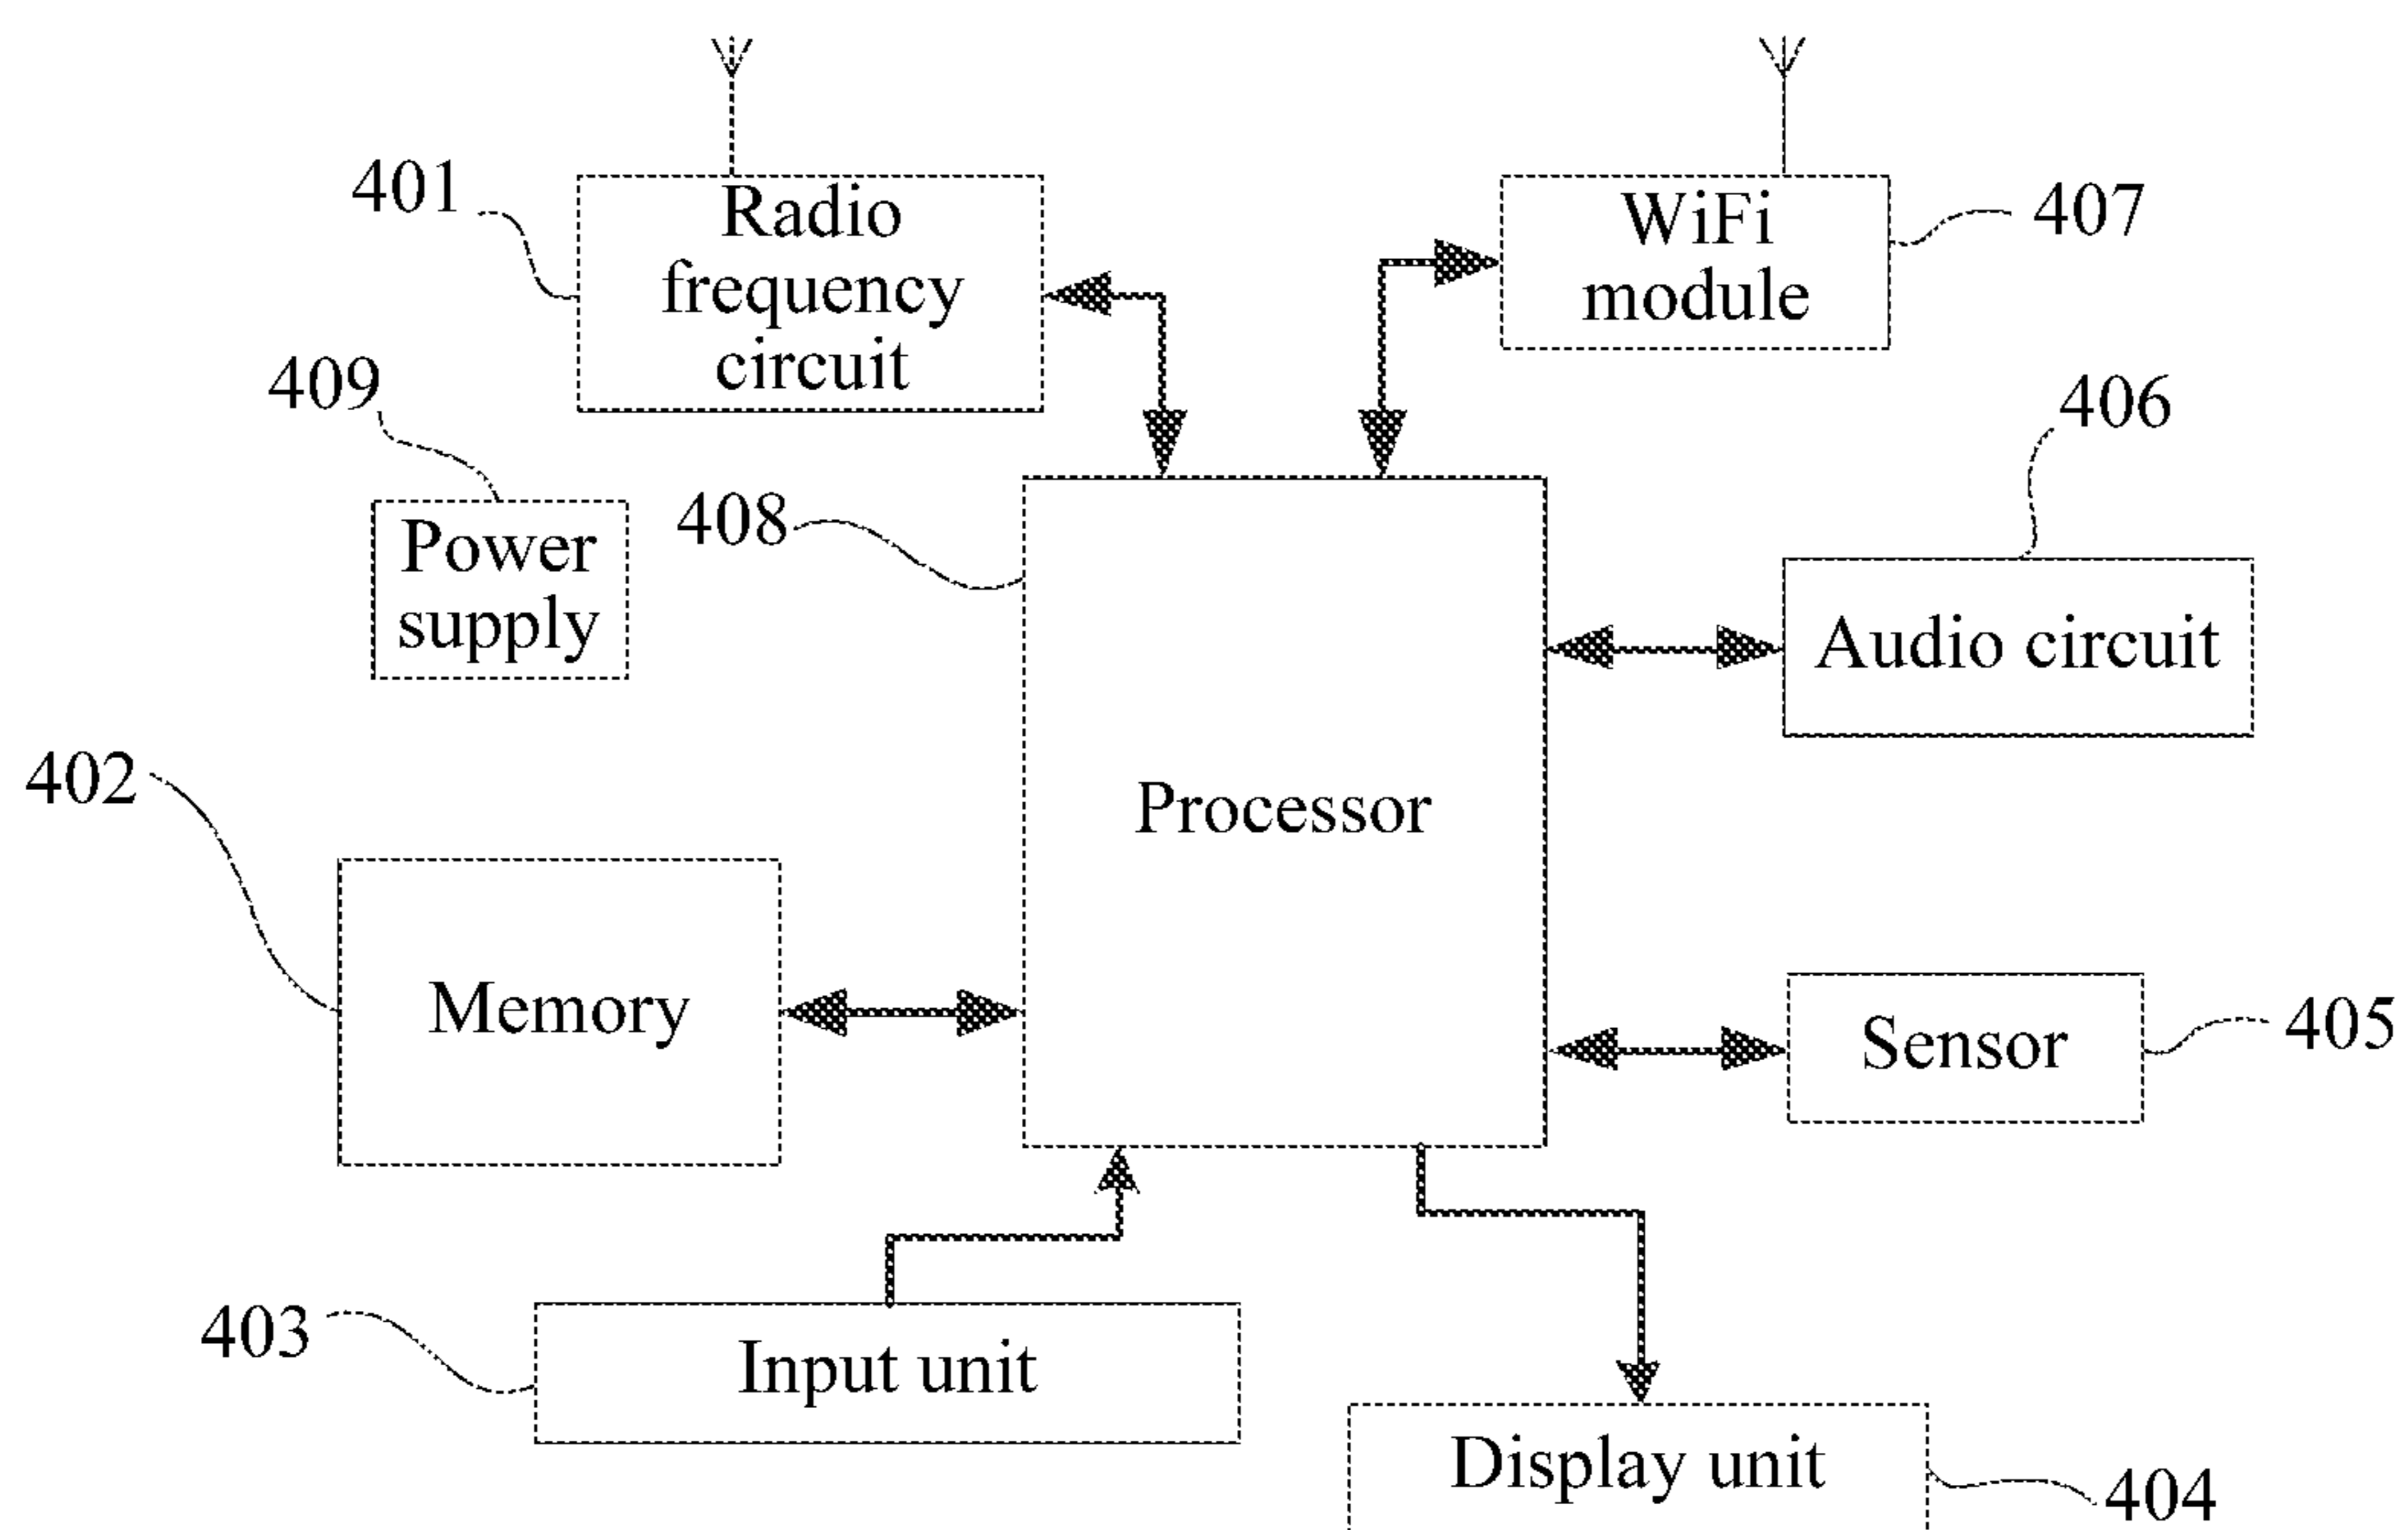 401
Radio
frequency
circuit
WiFi
module
407
409
406
Power
supply
408
Audio circuit
402
Processor
Memory
Sensor
405
403
Input unit
Display unit
404